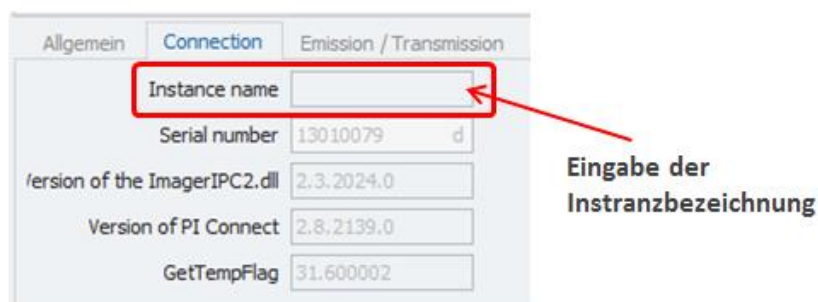 Allgemein Connection Emission / Transmission
Instance name
Serial number 13010079 d
ersion of the ImagerIPC2.dll 2.3.2024.0
Version of PI Connect 2.8.2139.0
GetTempFlag 31.600002
Eingabe der
Instranzbezeichnung